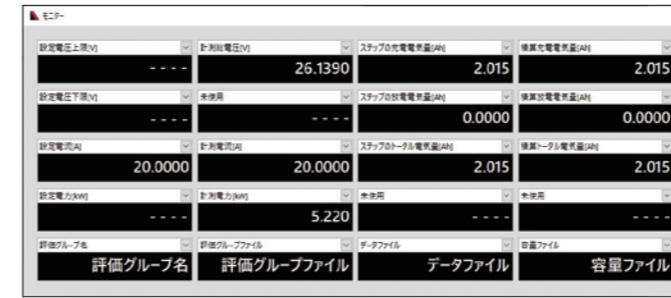 モニター
設定電圧上限[V] 計測総電圧[V] ステップの充電電気量[Ah]積算充電電気量[Ah]
- - - - 26.1390 2.015 2.015
設定電圧下限[V] 未使用 ステップの放電電気量[Ah] 積算放電電気量[Ah]
- - - - - - - - 0.0000 0.0000
設定電流[A] 計測電流[A] ステップのトータル電気量[Ah] 積算トータル電気量[Ah]
20.0000 20.0000 2.015 2.015
設定電力[kW] 計測電力[kW] 未使用 未使用
- - - - 5.220 - - - - - - - -
評価グループ名 評価グループファイル データファイル 容量ファイル
評価グループ名 評価グループファイル データファイル 容量ファイル